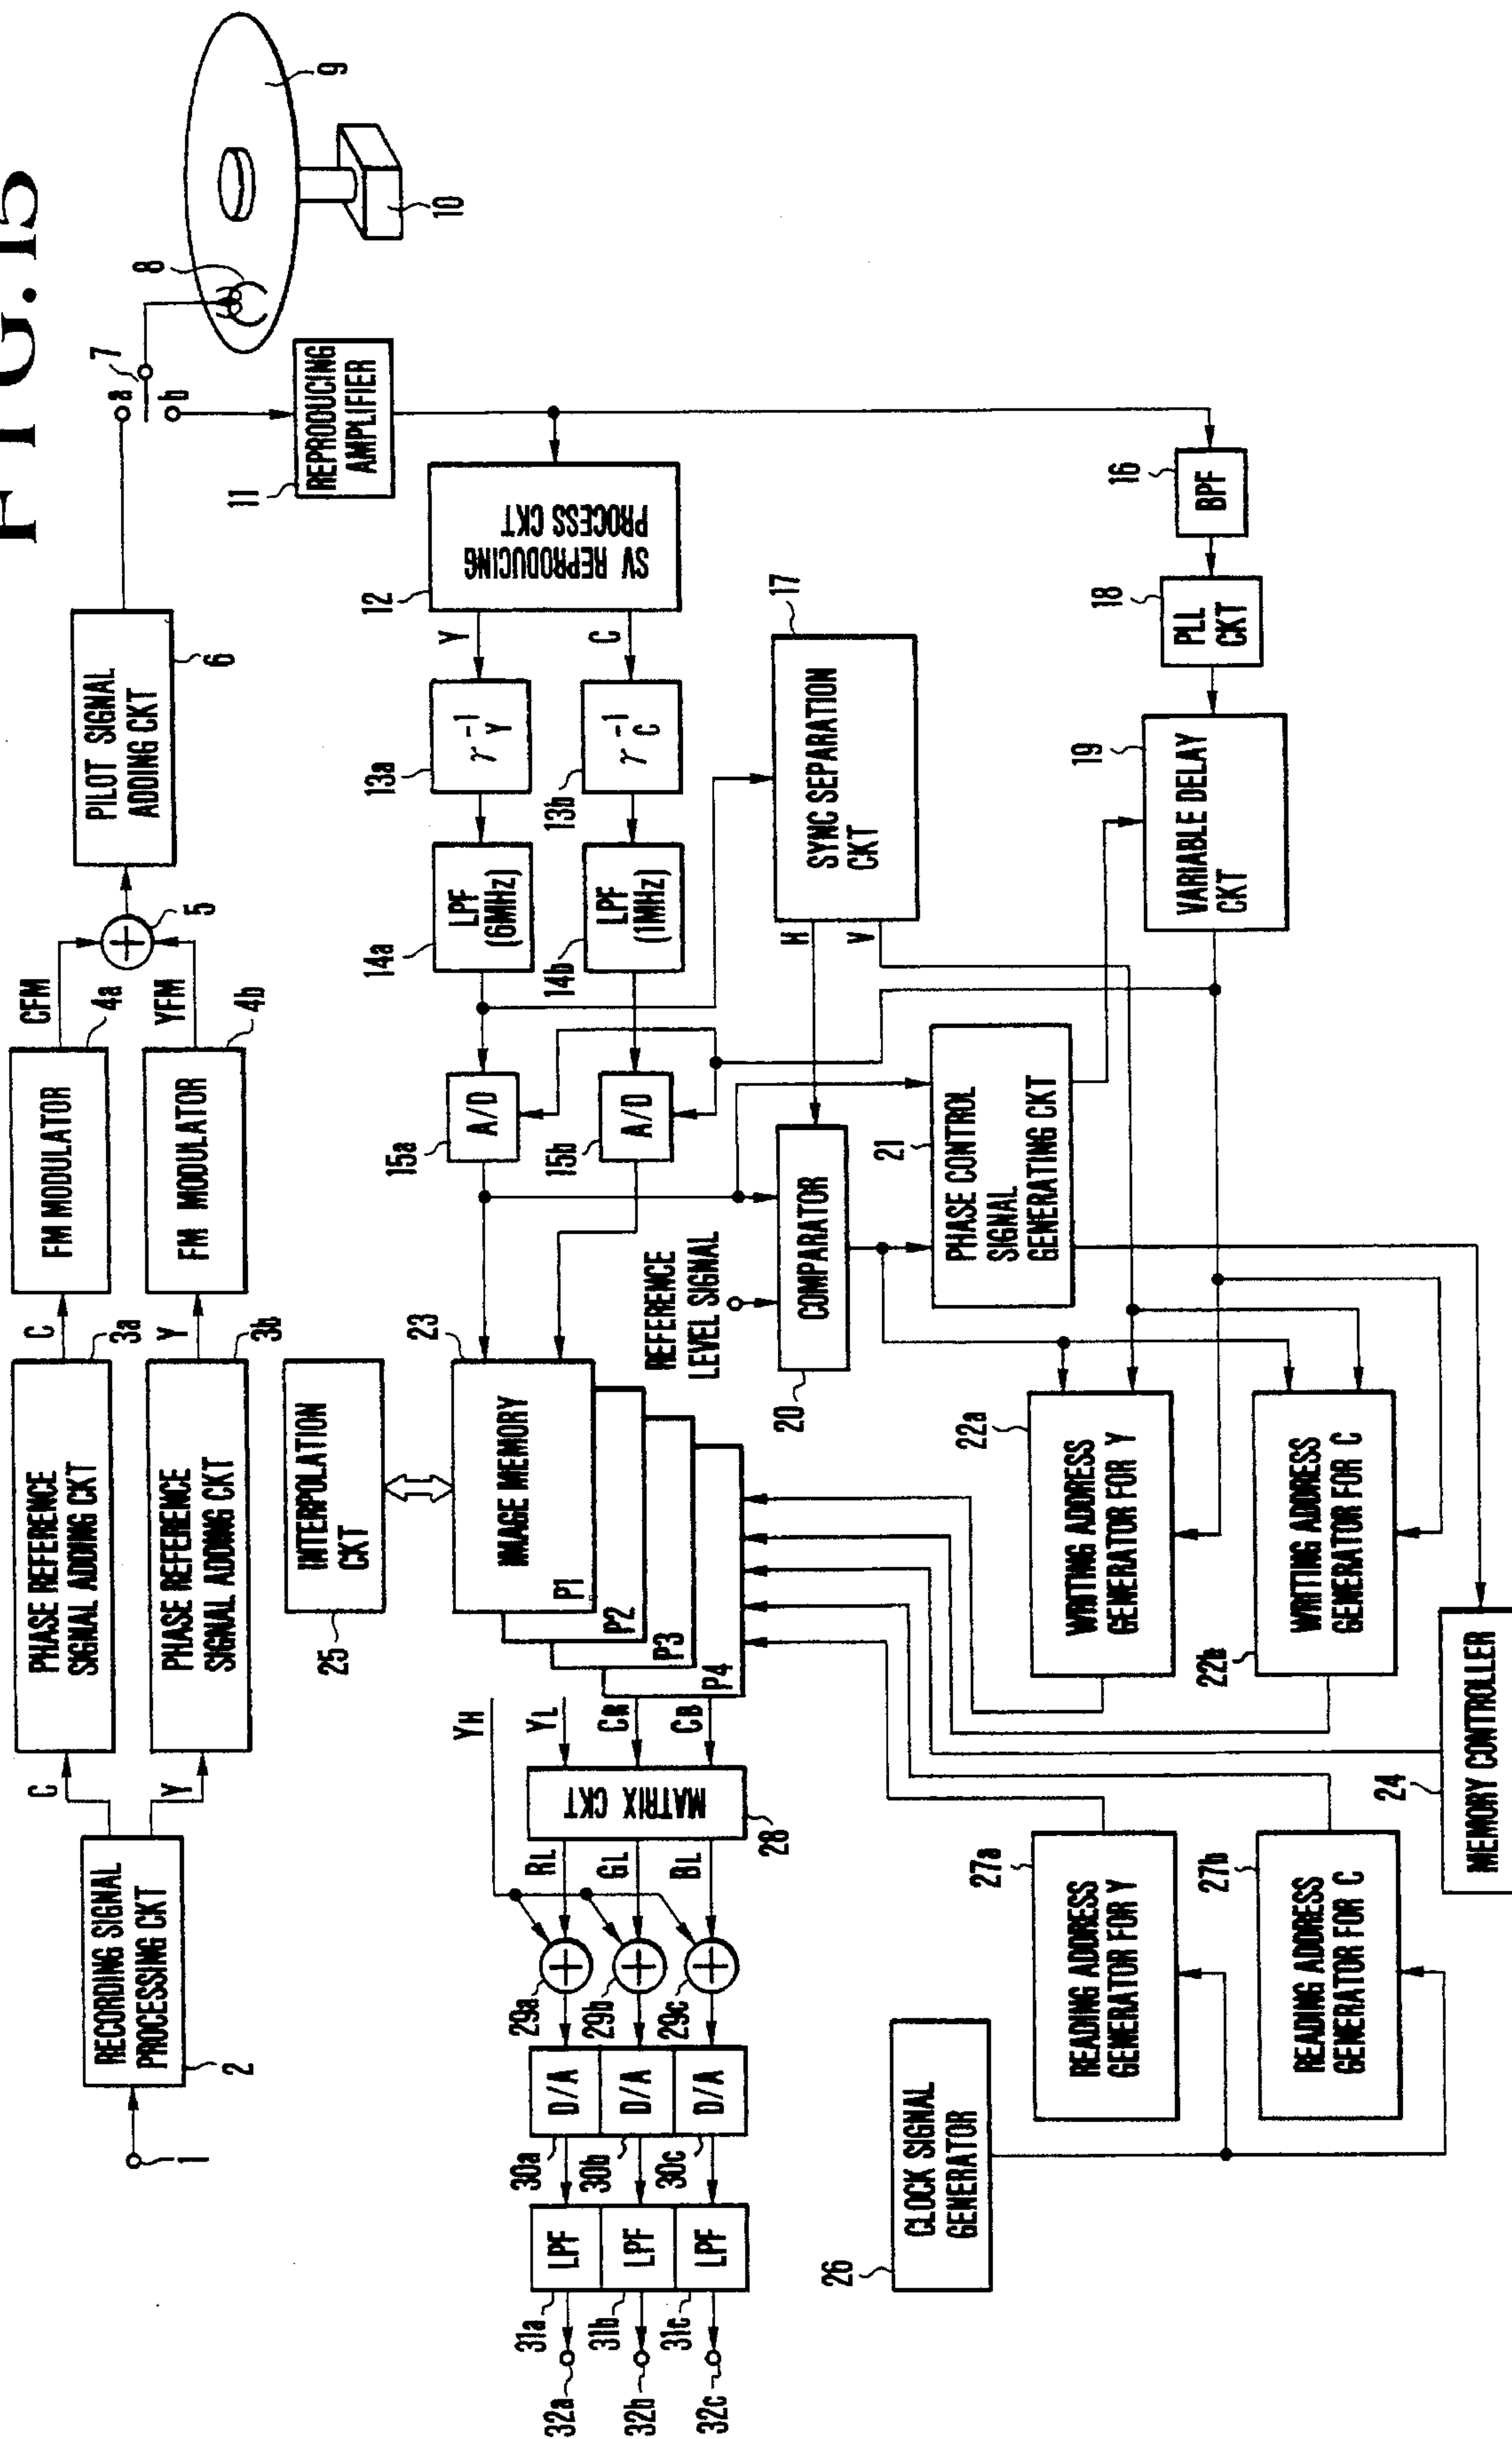 FIG.15
1
RECORDING SIGNAL
PROCESSING CKT
2
C
Y
PHASE REFERENCE
SIGNAL ADDING CKT
3a
PHASE REFERENCE
SIGNAL ADDING CKT
3b
C
Y
FM MODULATOR
4a
FM MODULATOR
4b
CFM
YFM
5
PILOT SIGNAL
ADDING CKT
6
a
b
7
8
9
10
11
REPRODUCING
AMPLIFIER
12
SV REPRODUCING
PROCESS CKT
Y
C
13a
γ Y -1
13b
γ C -1
14a
LPF
(6MHz)
14b
LPF
(1MHz)
15a
A/D
15b
A/D
16
BPF
17
SYNC SEPARATION
CKT
H
V
18
PLL
CKT
19
VARIABLE DELAY
CKT
REFERENCE
LEVEL SIGNAL
20
COMPARATOR
21
PHASE CONTROL
SIGNAL
GENERATING CKT
22a
WRITING ADDRESS
GENERATOR FOR Y
22b
WRITING ADDRESS
GENERATOR FOR C
23
IMAGE MEMORY
P1
P2
P3
P4
24
MEMORY CONTROLLER
25
INTERPOLATION
CKT
YH
YL
CR
CB
MATRIX CKT
28
RL
GL
BL
29a
29b
29c
D/A
D/A
D/A
30a
30b
30c
LPF
LPF
LPF
31a
31b
31c
32a
32b
32c
26
CLOCK SIGNAL
GENERATOR
27a
READING ADDRESS
GENERATOR FOR Y
27b
READING ADDRESS
GENERATOR FOR C